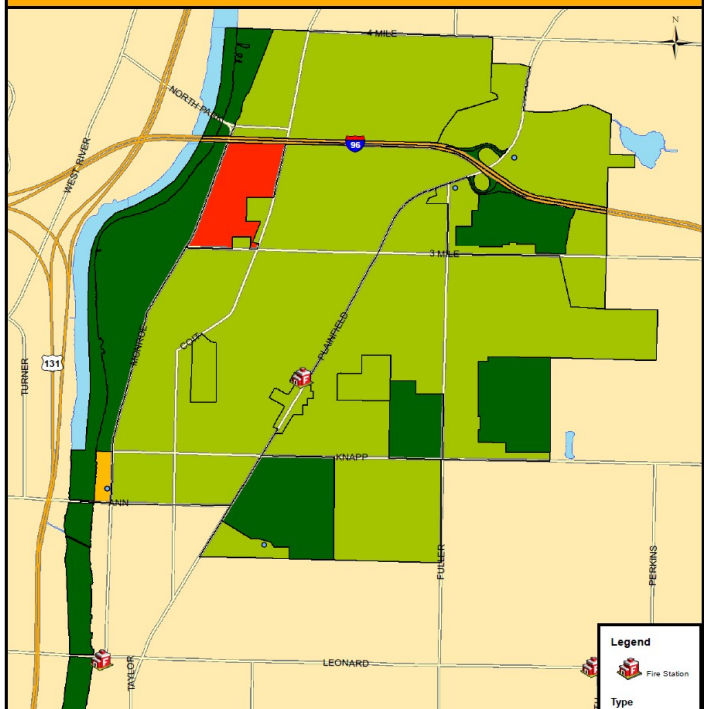 N
4 MILE
NORTH PARK
WEST RIVER
96
3 MILE
MONROE
COIT
PLAINFIELD
131
TURNER
KNAPP
ANN
FULLER
PERKINS
TAYLOR
LEONARD
Legend
Fire Station
Type